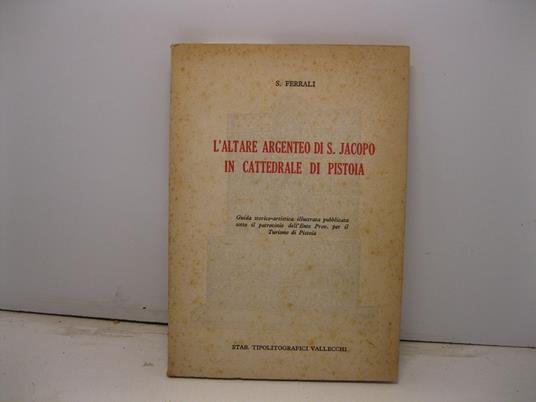 S. FERRALI
L'ALTARE ARGENTEO DI S. JACOPO
IN CATTEDRALE DI PISTOIA
Guida storico-artistica illustrata pubblicata
sotto il patrocinio dell'Ente Prov. per il
Turismo di Pistoia
STAB. TIPOLITOGRAFICI VALLECCHI